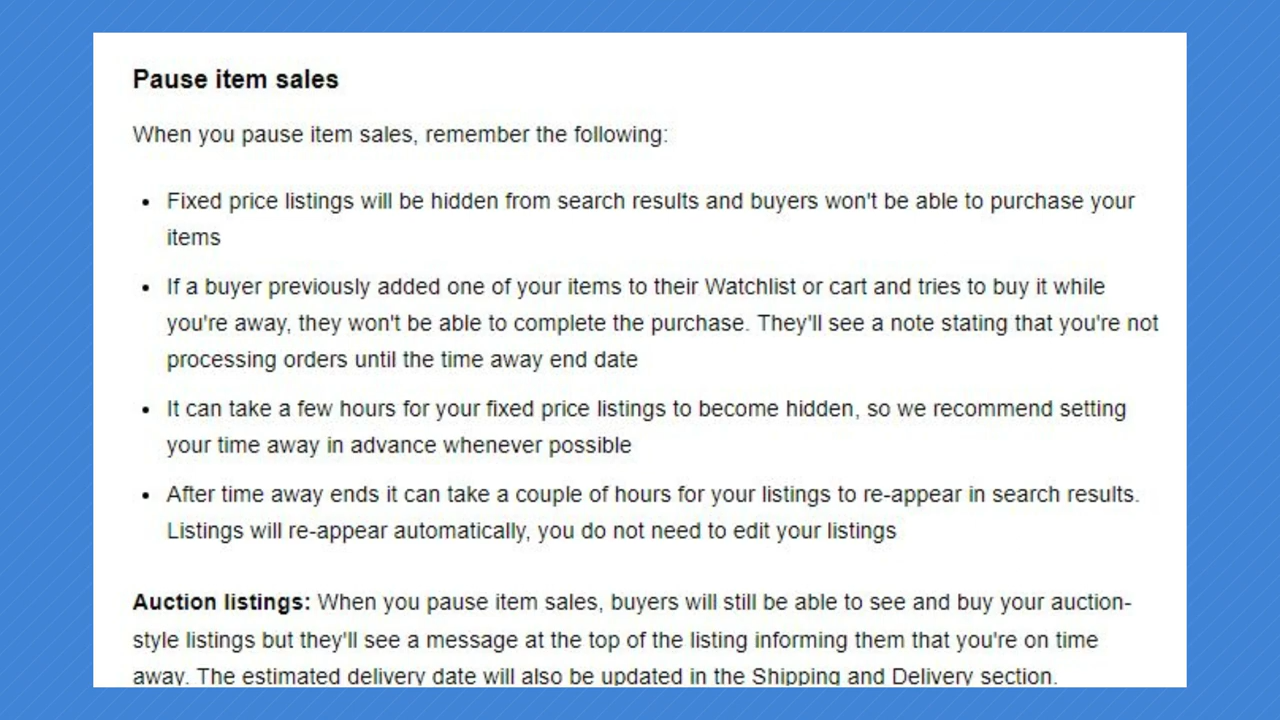 Pause item sales
When you pause item sales, remember the following:
• Fixed price listings will be hidden from search results and buyers won't be able to purchase your
items
• If a buyer previously added one of your items to their Watchlist or cart and tries to buy it while
you're away, they won't be able to complete the purchase. They'll see a note stating that you're not
processing orders until the time away end date
• It can take a few hours for your fixed price listings to become hidden, so we recommend setting
your time away in advance whenever possible
• After time away ends it can take a couple of hours for your listings to re-appear in search results.
Listings will re-appear automatically, you do not need to edit your listings
Auction listings: When you pause item sales, buyers will still be able to see and buy your auction-
style listings but they'll see a message at the top of the listing informing them that you're on time
away. The estimated delivery date will also be updated in the Shipping and Delivery section.